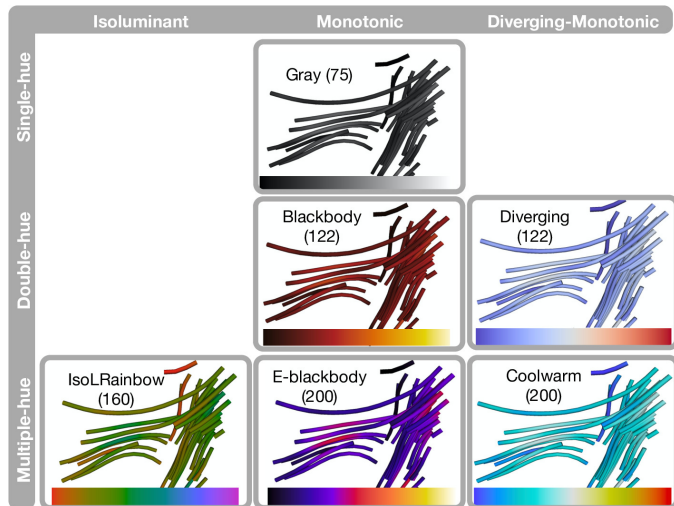 Isoluminant Monotonic Diverging-Monotonic
Single-hue
Gray (75)
Double-hue
Blackbody
(122)
Diverging
(122)
Multiple-hue
IsoLRainbow
(160)
E-blackbody
(200)
Coolwarm
(200)